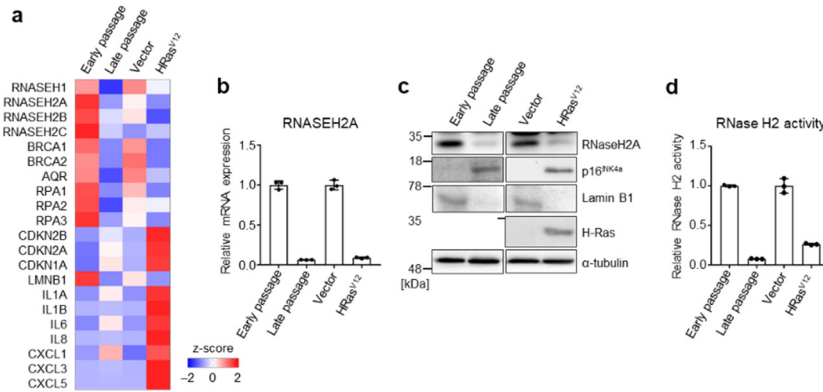 a
Early passage
Late passage
Vector
HRasV12
RNASEH1
RNASEH2A
RNASEH2B
RNASEH2C
BRCA1
BRCA2
AQR
RPA1
RPA2
RPA3
CDKN2B
CDKN2A
CDKN1A
LMNB1
IL1A
IL1B
IL6
IL8
CXCL1
CXCL3
CXCL5
z-score
−2 0 2
b
RNASEH2A
Relative mRNA expression
1.5
1.0
0.5
0.0
Early passage
Late passage
Vector
HRasV12
c
Early passage
Late passage
Vector
HRasV12
35
RNaseH2A
18
p16INK4a
78
Lamin B1
35
H-Ras
α-tubulin
48
[kDa]
d
RNase H2 activity
Relative RNase H2 activity
1.5
1.0
0.5
0.0
Early passage
Late passage
Vector
HRasV12